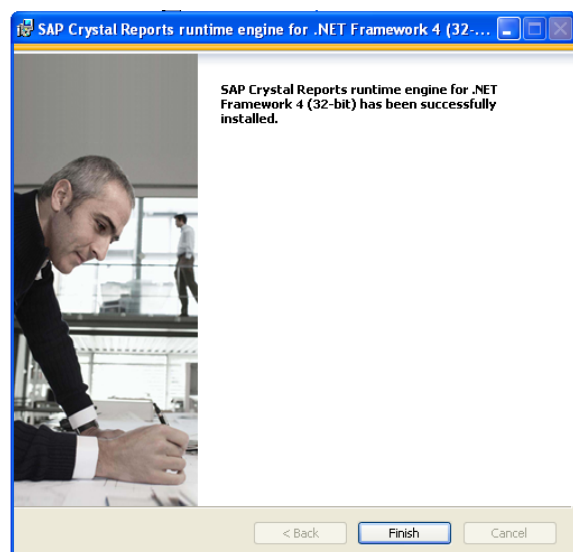 SAP Crystal Reports runtime engine for .NET Framework 4 (32-...
SAP Crystal Reports runtime engine for .NET
Framework 4 (32-bit) has been successfully
installed.
< Back
Finish
Cancel